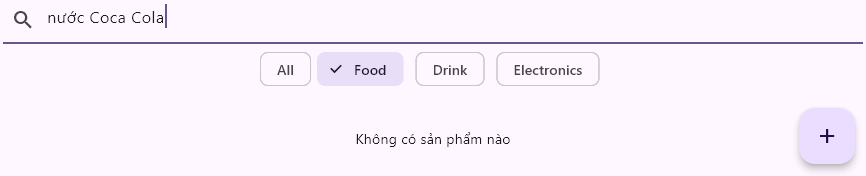 nước Coca Cola
All Food Drink Electronics
Không có sản phẩm nào